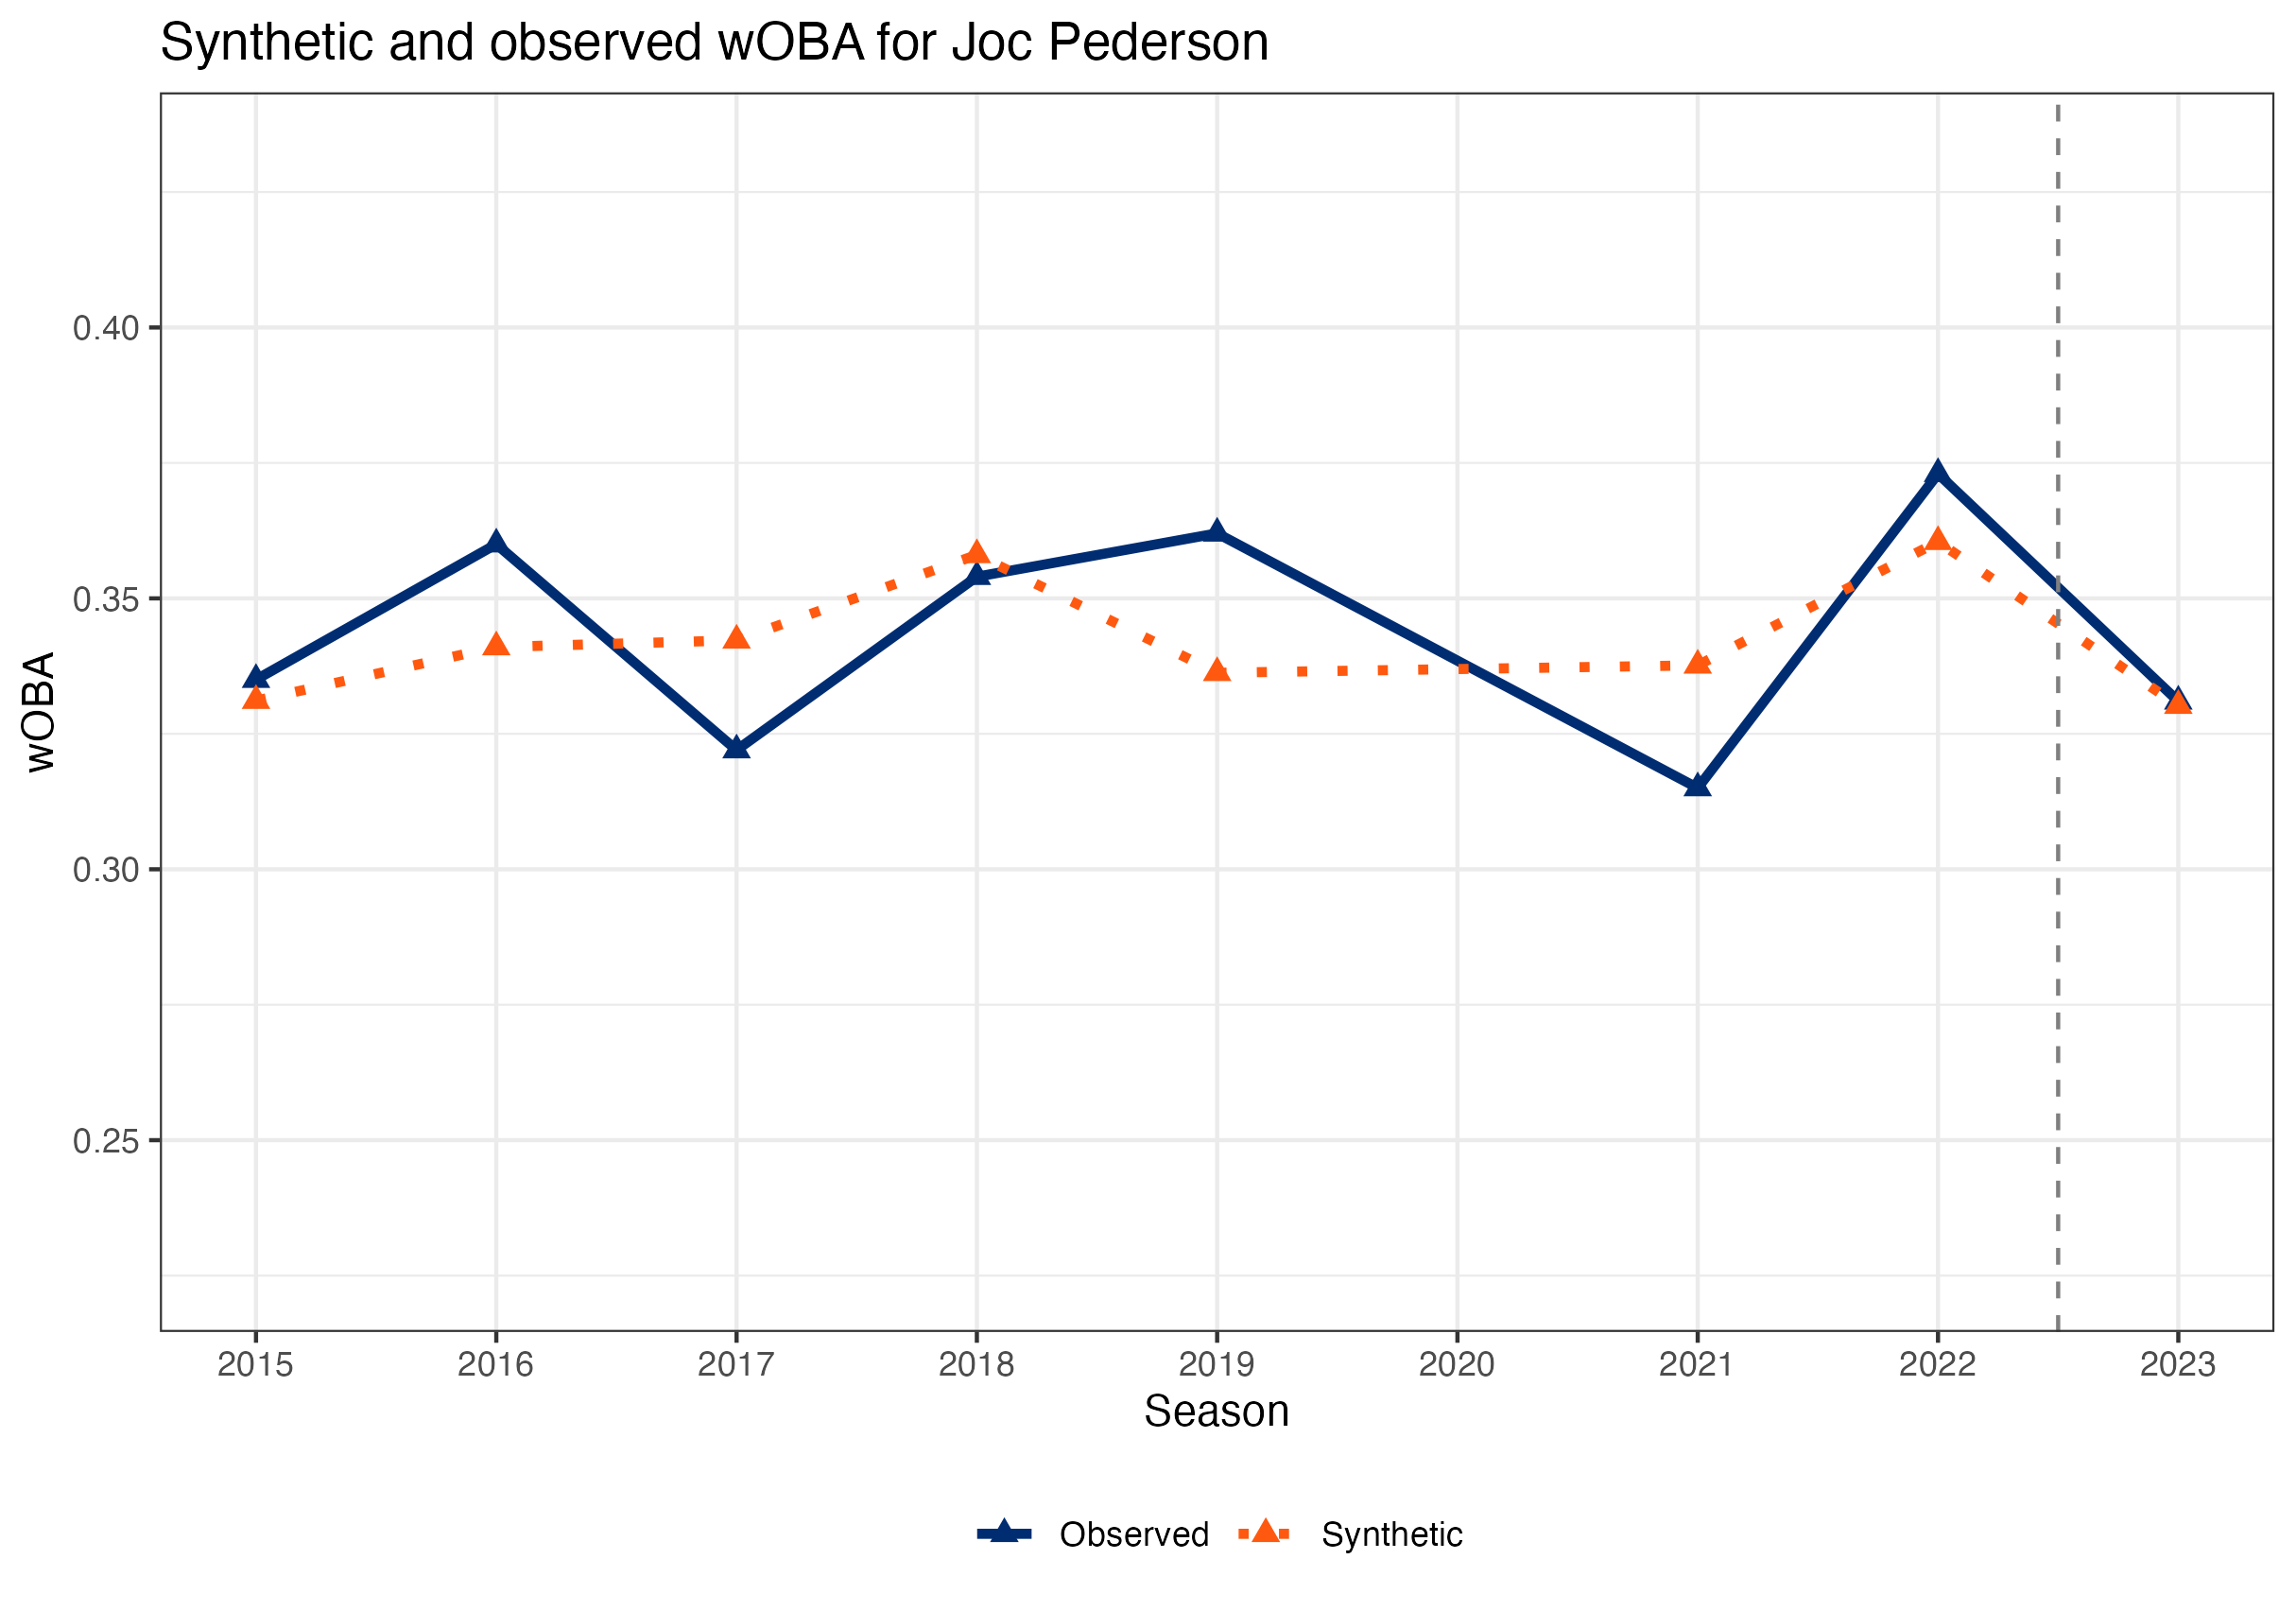 Synthetic and observed wOBA for Joc Pederson
wOBA
0.40
0.35
0.30
0.25
2015 2016 2017 2018 2019 2020 2021 2022 2023
Season
Observed Synthetic